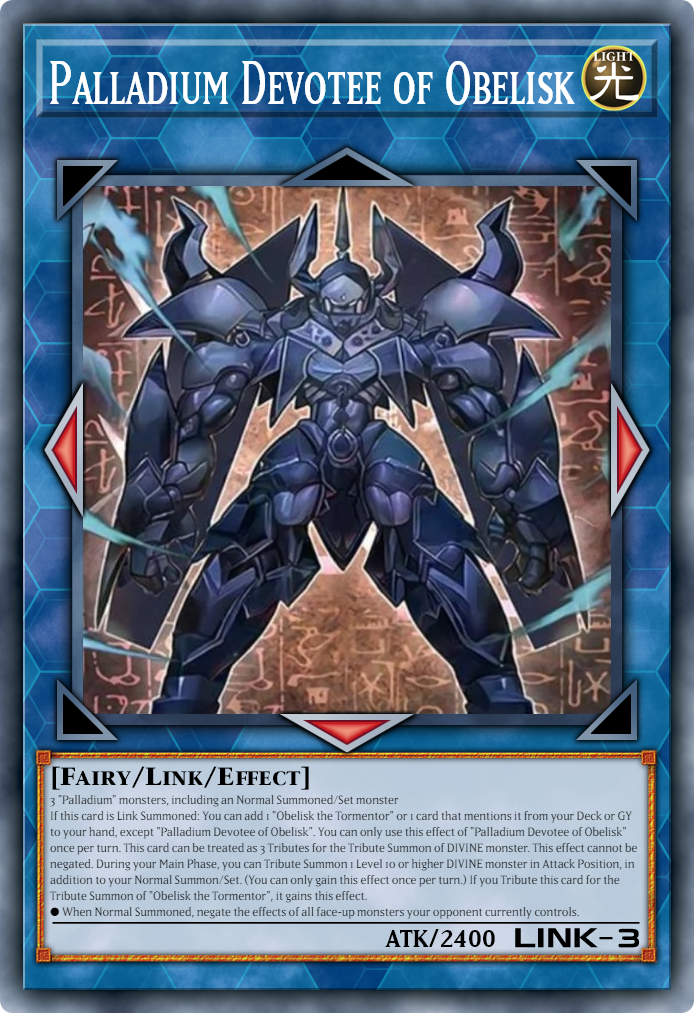 PALLADIUM DEVOTEE OF OBELISK
LIGHT
光
[FAIRY/LINK/EFFECT]
3 "Palladium" monsters, including an Normal Summoned/Set monster
If this card is Link Summoned: You can add 1 "Obelisk the Tormentor" or 1 card that mentions it from your Deck or GY
to your hand, except "Palladium Devotee of Obelisk". You can only use this effect of "Palladium Devotee of Obelisk"
once per turn. This card can be treated as 3 Tributes for the Tribute Summon of DIVINE monster. This effect cannot be
negated. During your Main Phase, you can Tribute Summon 1 Level 10 or higher DIVINE monster in Attack Position, in
addition to your Normal Summon/Set. (You can only gain this effect once per turn.) If you Tribute this card for the
Tribute Summon of "Obelisk the Tormentor", it gains this effect.
● When Normal Summoned, negate the effects of all face-up monsters your opponent currently controls.
ATK/2400 LINK-3